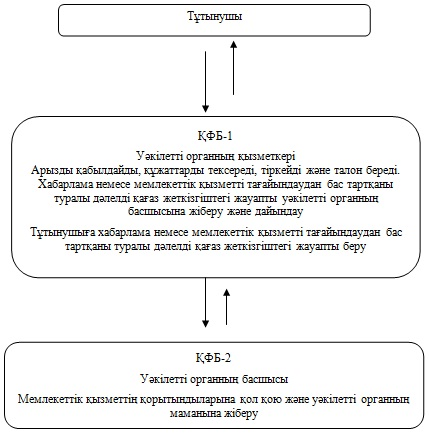 Тұтынушы
ҚФБ-1
Уәкілетті органның қызметкері
Арызды қабылдайды, құжаттарды тексереді, тіркейді және талон береді.
Хабарлама немесе мемлекеттік қызметті тағайындаудан бас тартқаны
туралы дәлелді қағаз жеткізгіштегі жауапты уәкілетті органның
басшысына жіберу және дайындау
Тұтынушыға хабарлама немесе мемлекеттік қызметті тағайындаудан бас
тартқаны туралы дәлелді қағаз жеткізгіштегі жауапты беру
ҚФБ-2
Уәкілетті органның басшысы
Мемлекеттік қызметтің қорытындыларына қол қою және уәкілетті органның
маманына жіберу